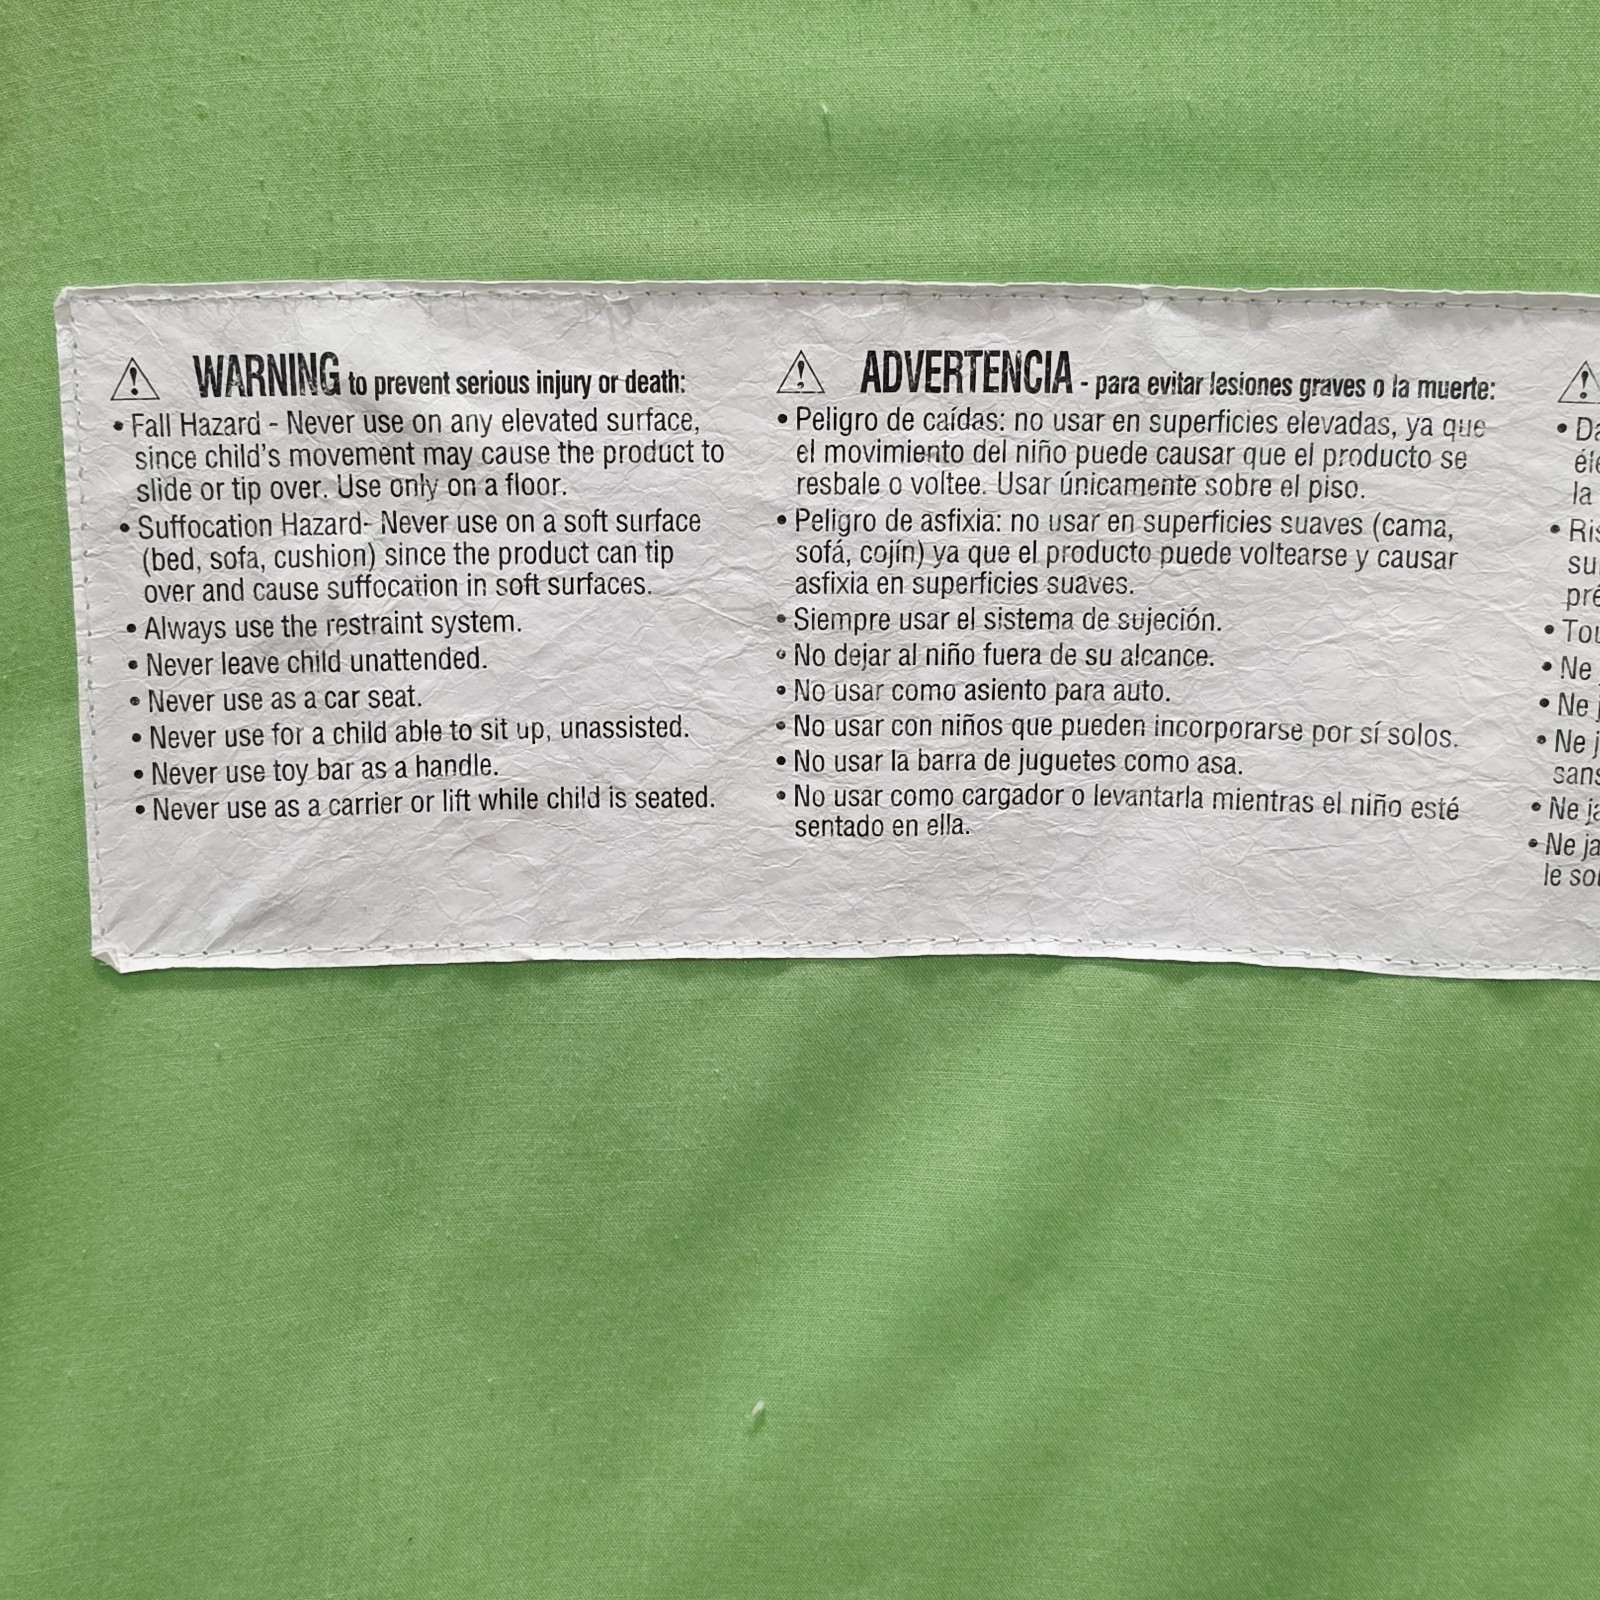 WARNING to prevent serious injury or death:
• Fall Hazard - Never use on any elevated surface,
since child's movement may cause the product to
slide or tip over. Use only on a floor.
• Suffocation Hazard- Never use on a soft surface
(bed, sofa, cushion) since the product can tip
over and cause suffocation in soft surfaces.
• Always use the restraint system.
• Never leave child unattended.
• Never use as a car seat.
• Never use for a child able to sit up, unassisted.
• Never use toy bar as a handle.
• Never use as a carrier or lift while child is seated.
ADVERTENCIA - para evitar lesiones graves o la muerte:
• Peligro de caídas: no usar en superficies elevadas, ya que
el movimiento del niño puede causar que el producto se
resbale o voltee. Usar únicamente sobre el piso.
• Peligro de asfixia: no usar en superficies suaves (cama,
sofá, cojín) ya que el producto puede voltearse y causar
asfixia en superficies suaves.
• Siempre usar el sistema de sujeción.
• No dejar al niño fuera de su alcance.
• No usar como asiento para auto.
• No usar con niños que pueden incorporarse por sí solos.
• No usar la barra de juguetes como asa.
• No usar como cargador o levantarla mientras el niño esté
sentado en ella.
la
• Ne
• Ne
• Ne
• Ne
• Ne
le